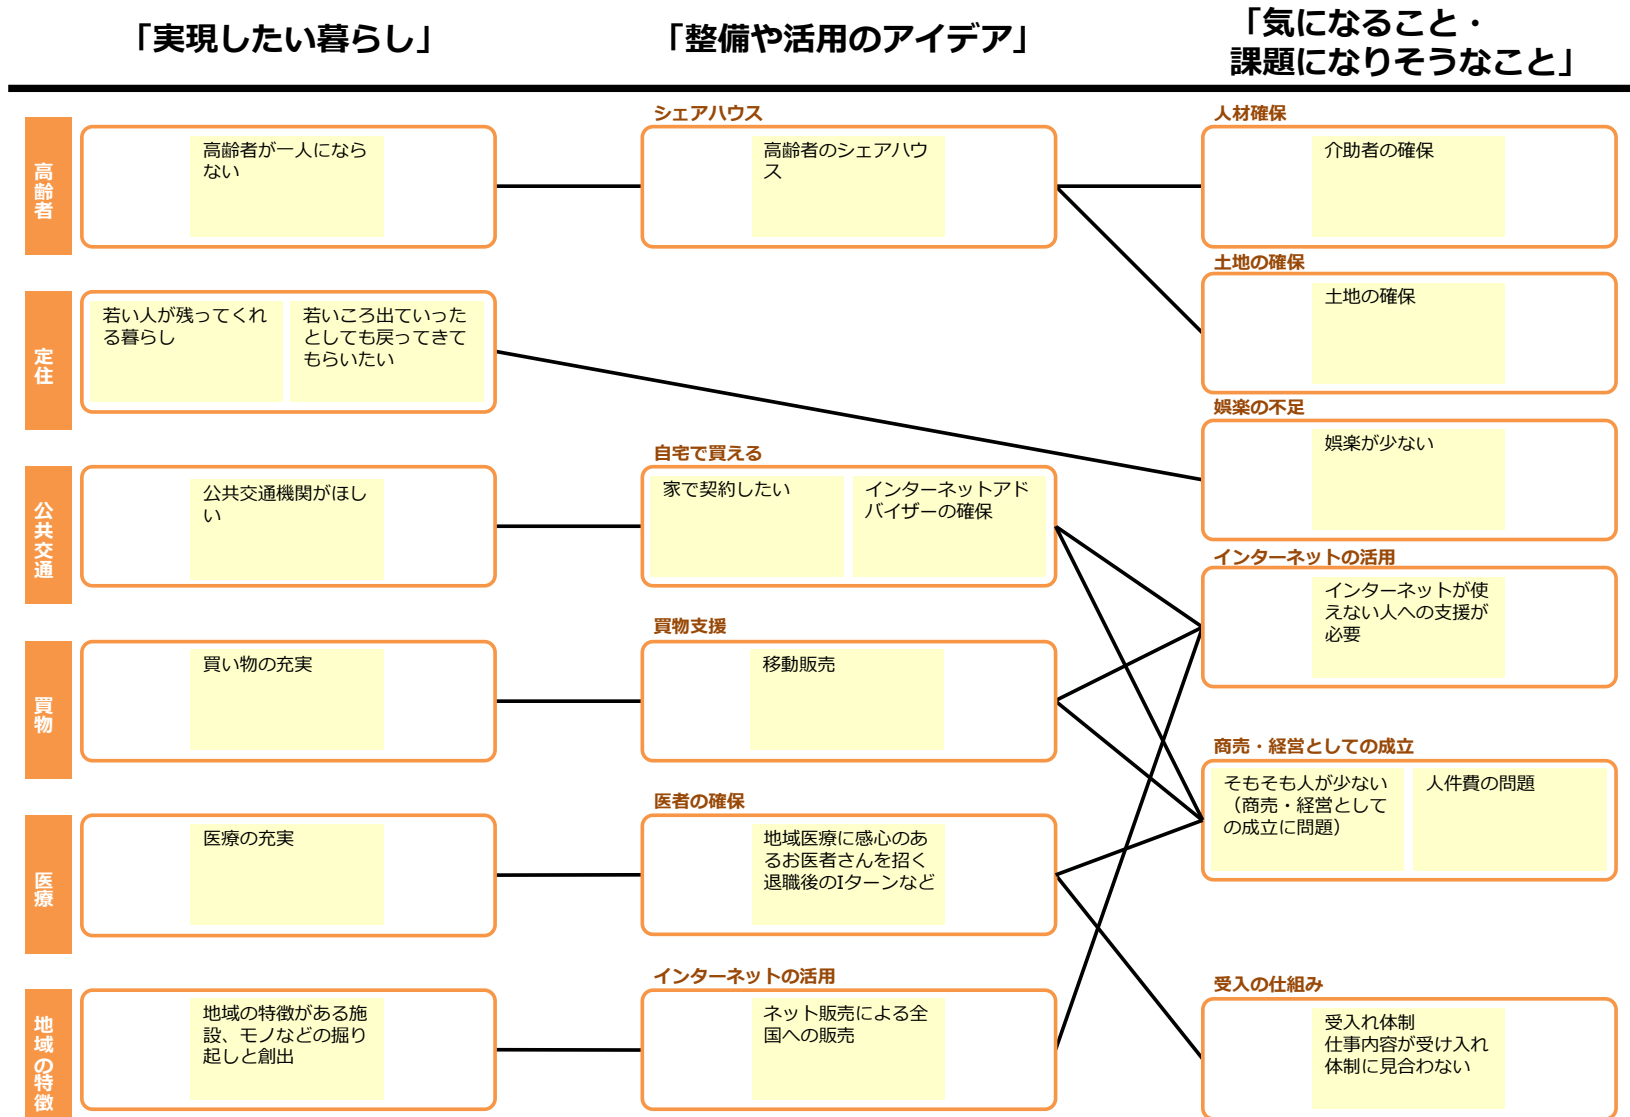 「実現したい暮らし」
「整備や活用のアイデア」
「気になること・
課題になりそうなこと」
高齢者
高齢者が一人になら
ない
シェアハウス
高齢者のシェアハウ
ス
人材確保
介助者の確保
土地の確保
土地の確保
定住
若い人が残ってくれ
る暮らし
若いころ出ていった
としても戻ってきて
もらいたい
娯楽の不足
娯楽が少ない
公共交通
公共交通機関がほし
い
自宅で買える
家で契約したい
インターネットアド
バイザーの確保
インターネットの活用
インターネットが使
えない人への支援が
必要
買物
買い物の充実
買物支援
移動販売
商売・経営としての成立
そもそも人が少ない
（商売・経営として
の成立に問題）
人件費の問題
医療
医療の充実
医者の確保
地域医療に感心のあ
るお医者さんを招く
退職後のIターンなど
地域の特徴
地域の特徴がある施
設、モノなどの掘り
起しと創出
インターネットの活用
ネット販売による全
国への販売
受入の仕組み
受入れ体制
仕事内容が受け入れ
体制に見合わない